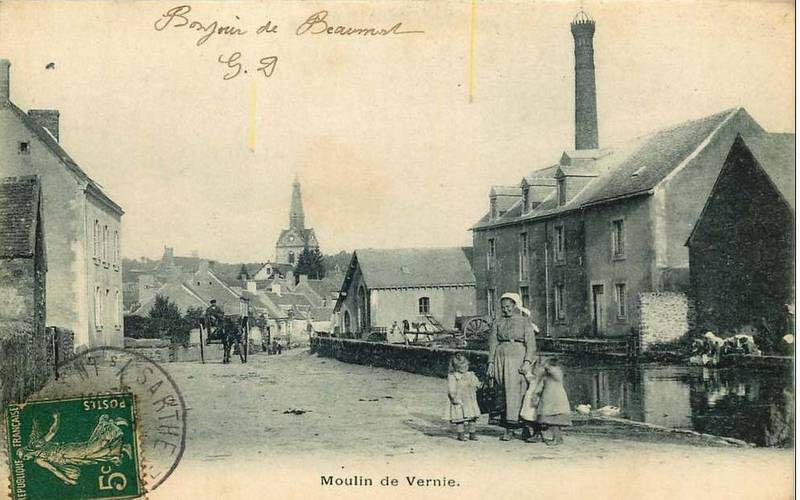 Bonjour de Beaumont
G. D
SARTHE
POSTES
REPUBLIQUE FRANÇAISE
5c
Moulin de Vernie.